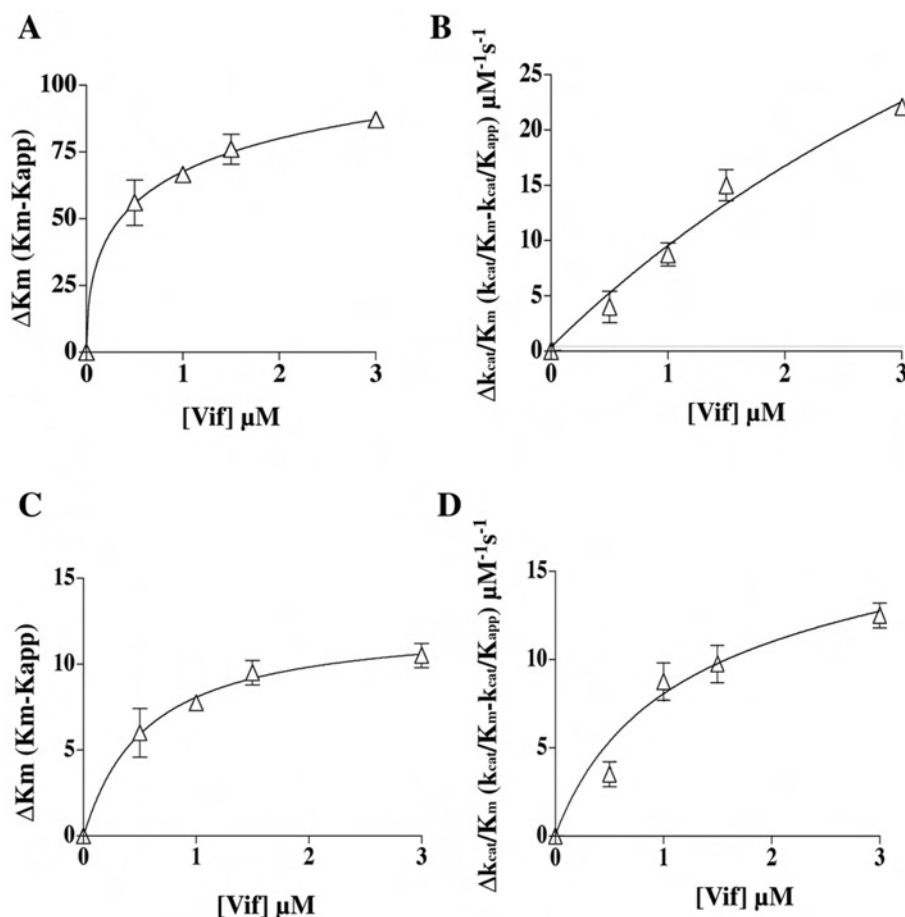 A
ΔKm (Km-Kapp)
100
75
50
25
0
0 1 2 3
[Vif] µM
B
Δkcat/Km (kcat/Km-kcat/Kapp) µM-1s-1
25
20
15
10
5
0
0 1 2 3
[Vif] µM
C
ΔKm (Km-Kapp)
15
10
5
0
0 1 2 3
[Vif] µM
D
Δkcat/Km (kcat/Km-kcat/Kapp) µM-1s-1
15
10
5
0
0 1 2 3
[Vif] µM